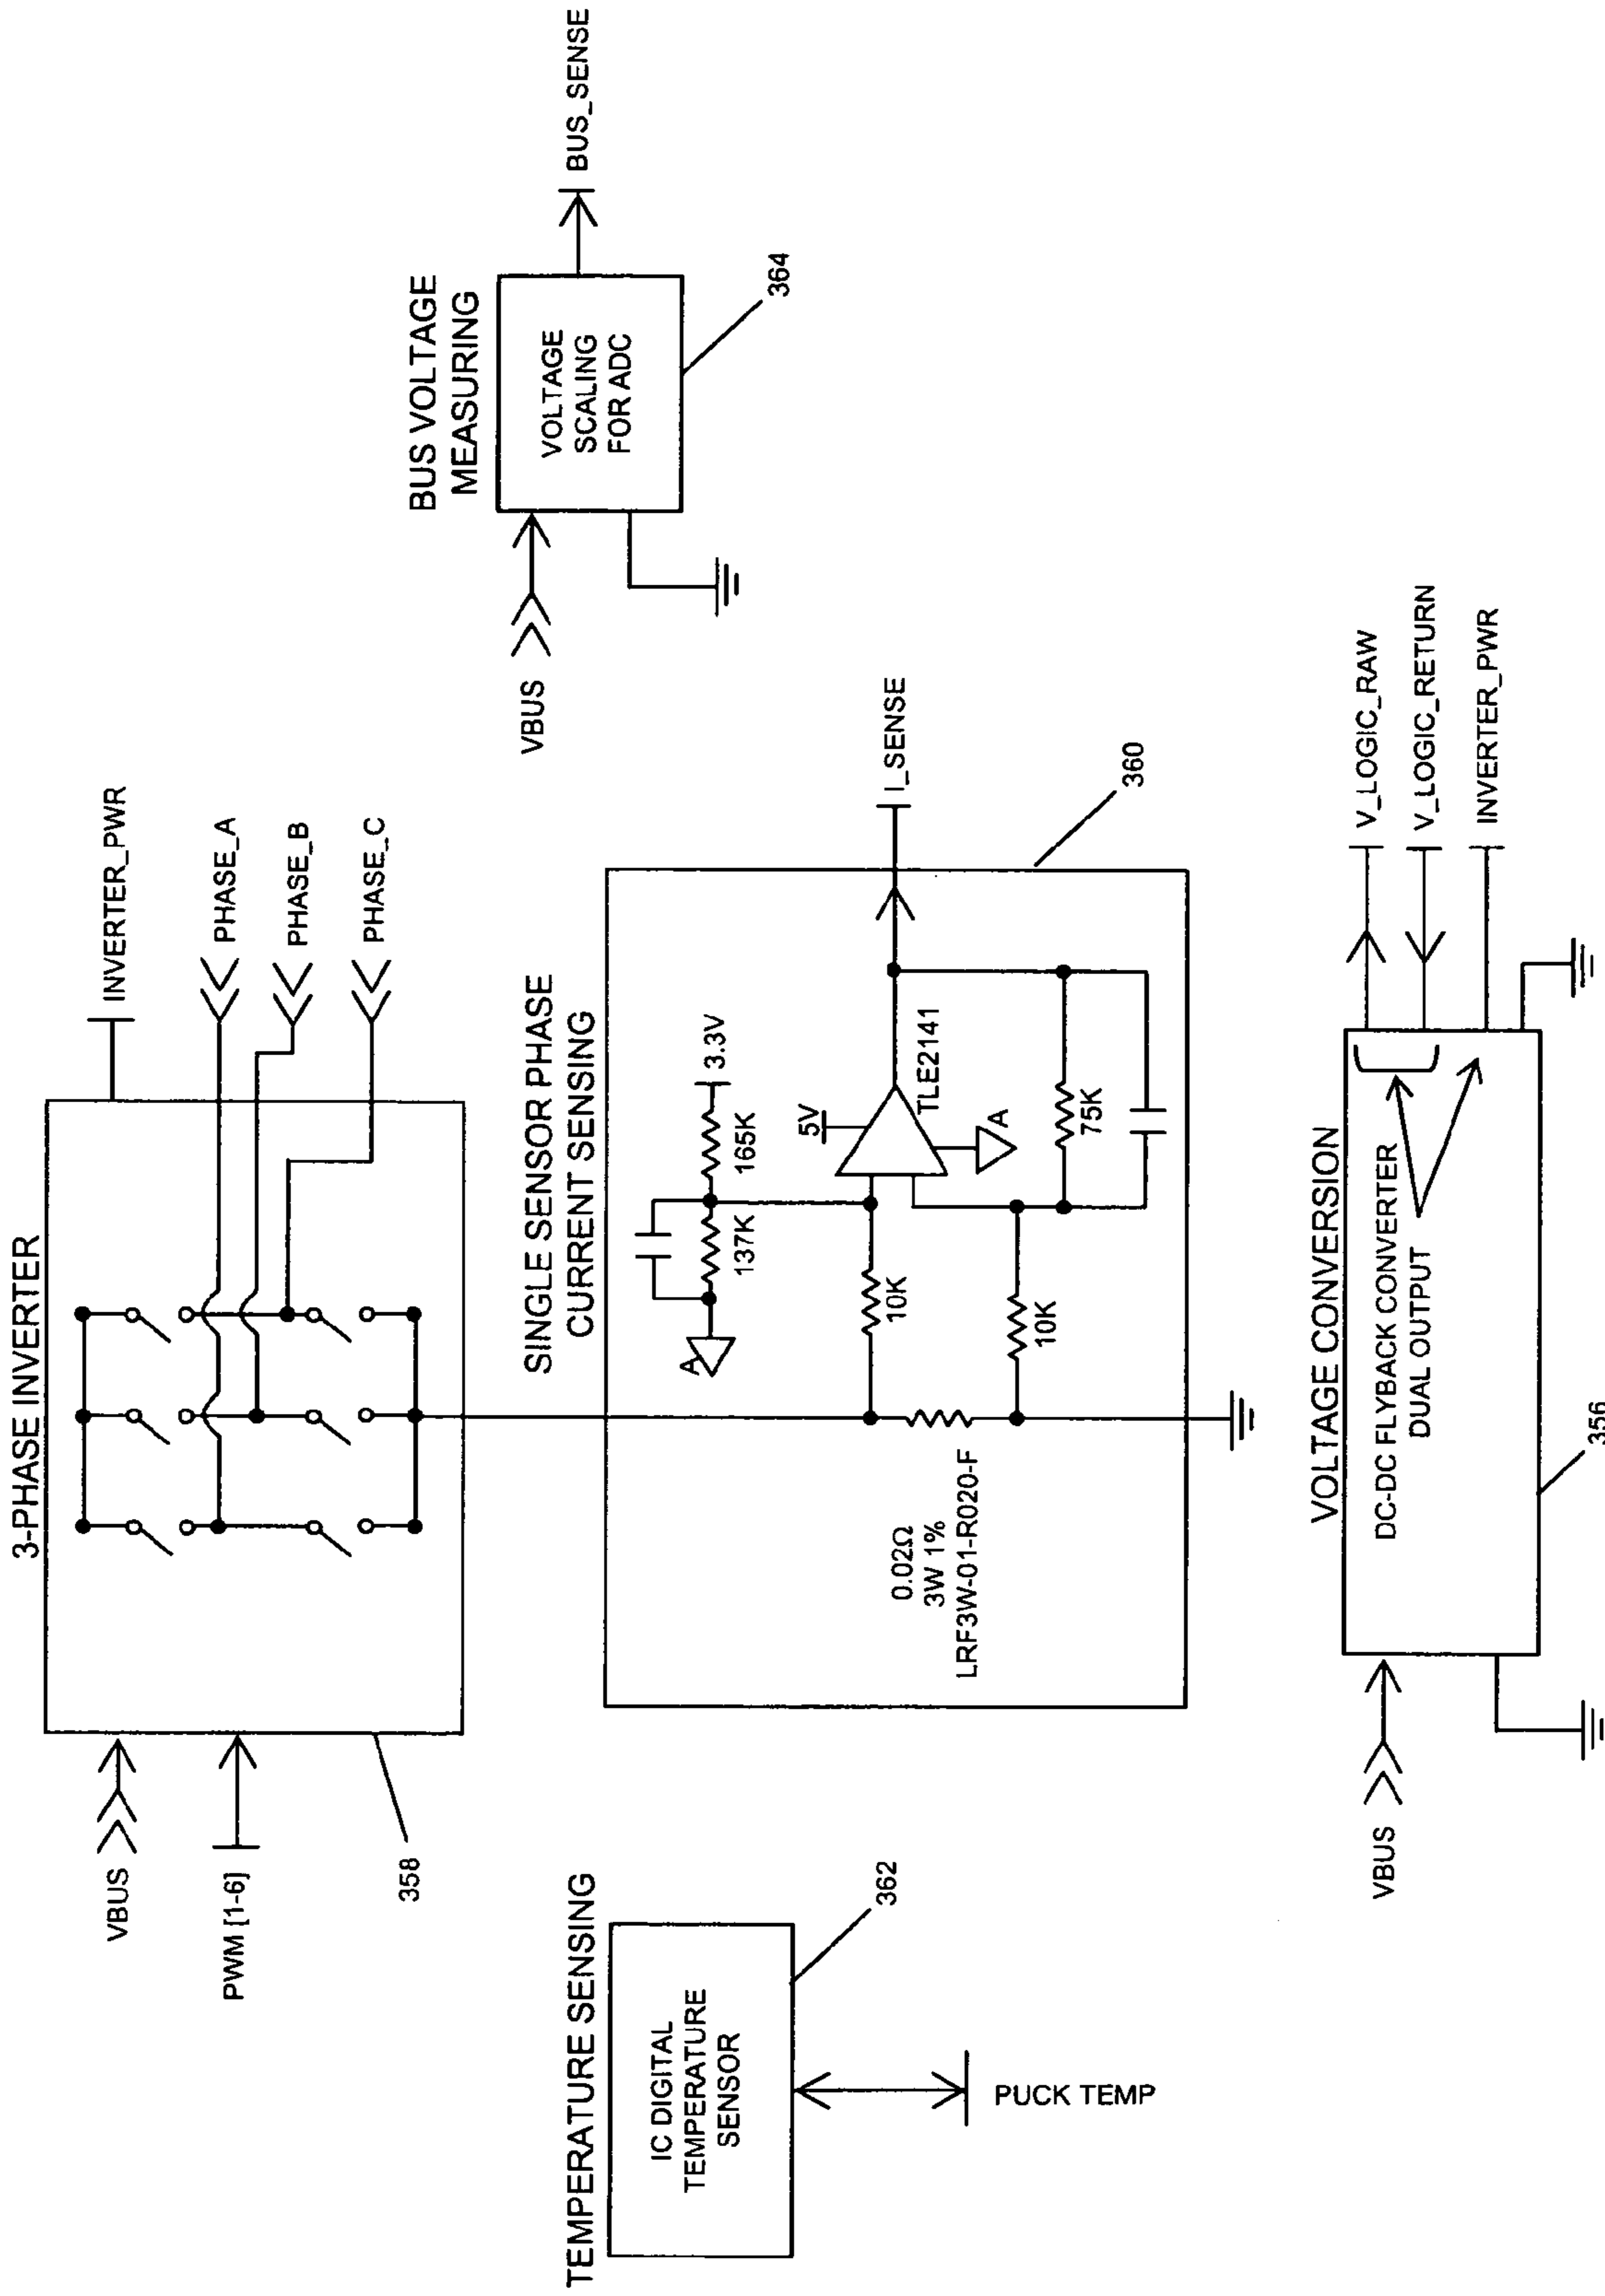 3-PHASE INVERTER
VBUS
PWM [1-6]
358
INVERTER_PWR
PHASE_A
PHASE_B
PHASE_C
BUS VOLTAGE
MEASURING
VBUS
VOLTAGE
SCALING
FOR ADC
BUS_SENSE
364
TEMPERATURE SENSING
IC DIGITAL
TEMPERATURE
SENSOR
362
PUCK TEMP
SINGLE SENSOR PHASE
CURRENT SENSING
A
137K
165K
3.3V
10K
5V
TLE2141
A
I_SENSE
10K
75K
0.02Ω
3W 1%
LRF3W-01-R020-F
360
VOLTAGE CONVERSION
VBUS
DC-DC FLYBACK CONVERTER
DUAL OUTPUT
V_LOGIC_RAW
V_LOGIC_RETURN
INVERTER_PWR
356